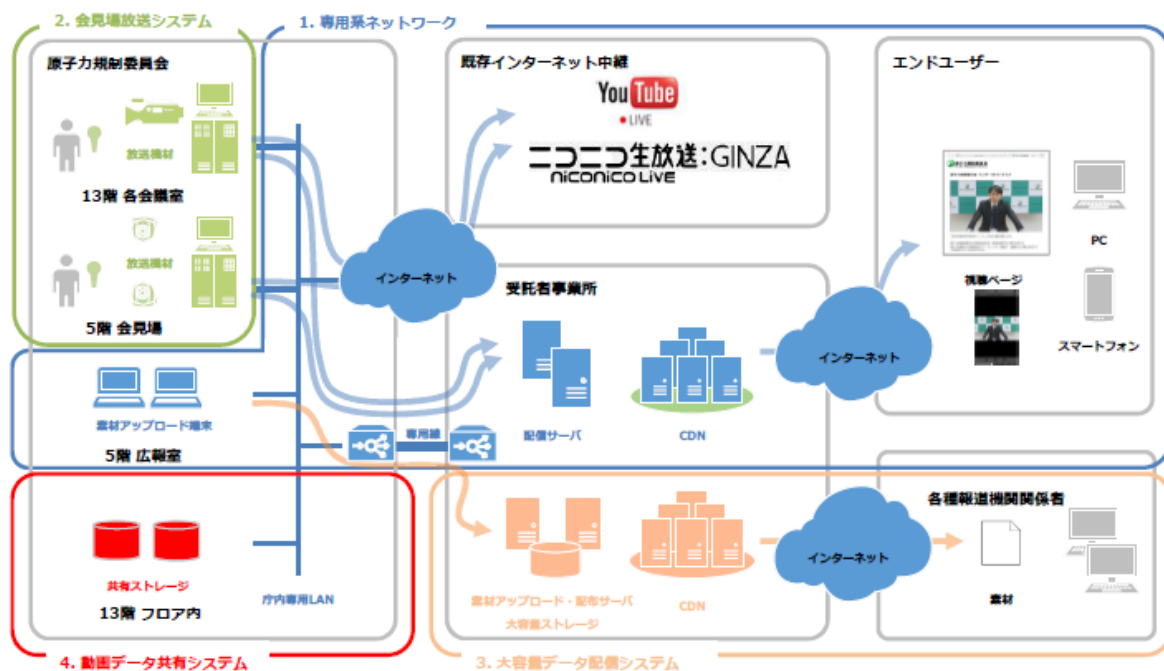 2. 会見場放送システム
1. 専用系ネットワーク
原子力規制委員会
放送機材
13階 各会議室
放送機材
5階 会見場
素材アップロード端末
5階 広報室
共有ストレージ
13階 フロア内
庁内専用LAN
4. 動画データ共有システム
既存インターネット中継
YouTube
LIVE
ニコニコ生放送:GINZA
niconico LIVE
インターネット
受託者事業所
配信サーバ
CDN
専用線
素材アップロード・配布サーバ
大容量ストレージ
CDN
3. 大容量データ配信システム
エンドユーザー
視聴ページ
PC
スマートフォン
インターネット
各種報道機関関係者
インターネット
素材